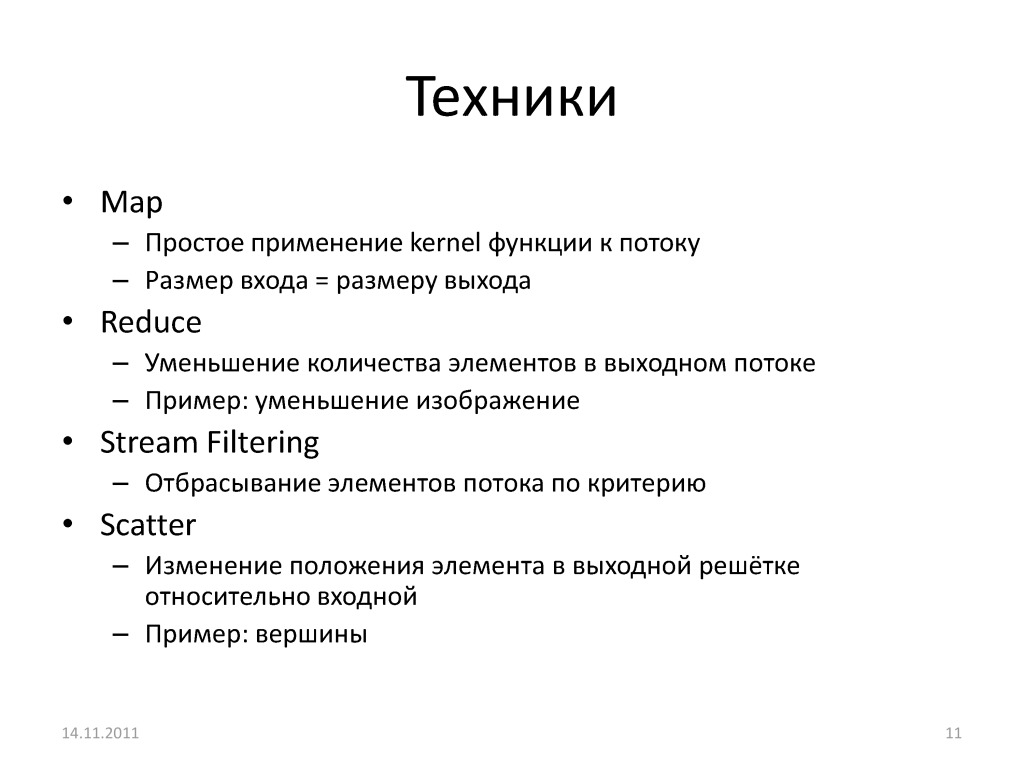 Техники
• Map
– Простое применение kernel функции к потоку
– Размер входа = размеру выхода
• Reduce
– Уменьшение количества элементов в выходном потоке
– Пример: уменьшение изображение
• Stream Filtering
– Отбрасывание элементов потока по критерию
• Scatter
– Изменение положения элемента в выходной решётке
относительно входной
– Пример: вершины
14.11.2011
11